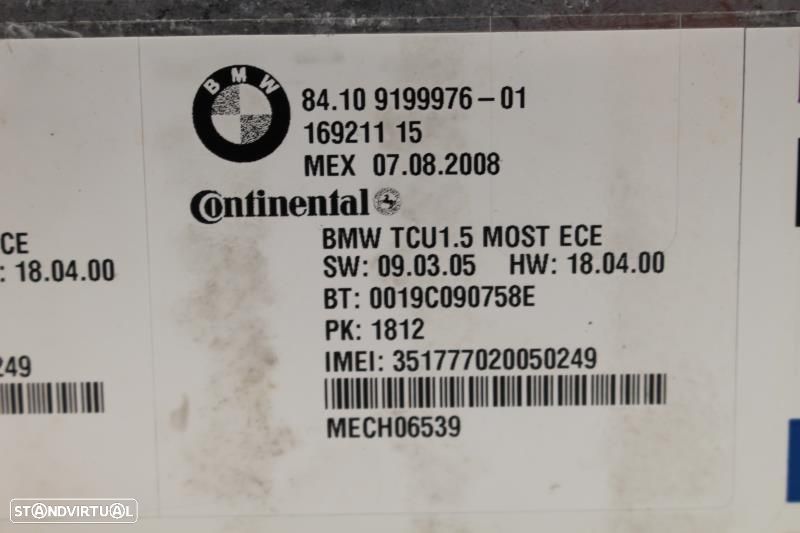 BMW
84.10 9199976-01
169211 15
MEX 07.08.2008
Continental
BMW TCU1.5 MOST ECE
SW: 09.03.05 HW: 18.04.00
BT: 0019C090758E
PK: 1812
IMEI: 351777020050249
MECH06539
CE
: 18.04.00
249
STANDVIRTUAL